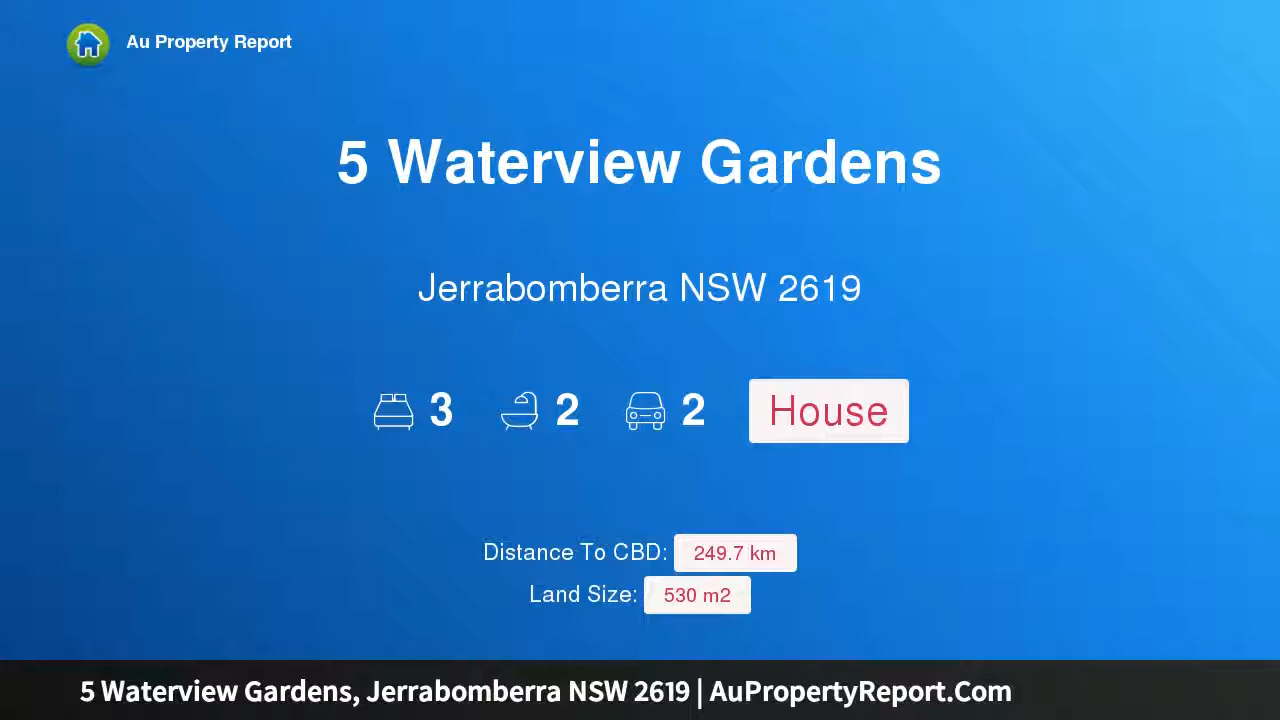 Au Property Report
5 Waterview Gardens
Jerrabomberra NSW 2619
3 2 2 House
Distance To CBD: 249.7 km
Land Size: 530 m2
5 Waterview Gardens, Jerrabomberra NSW 2619 | AuPropertyReport.Com